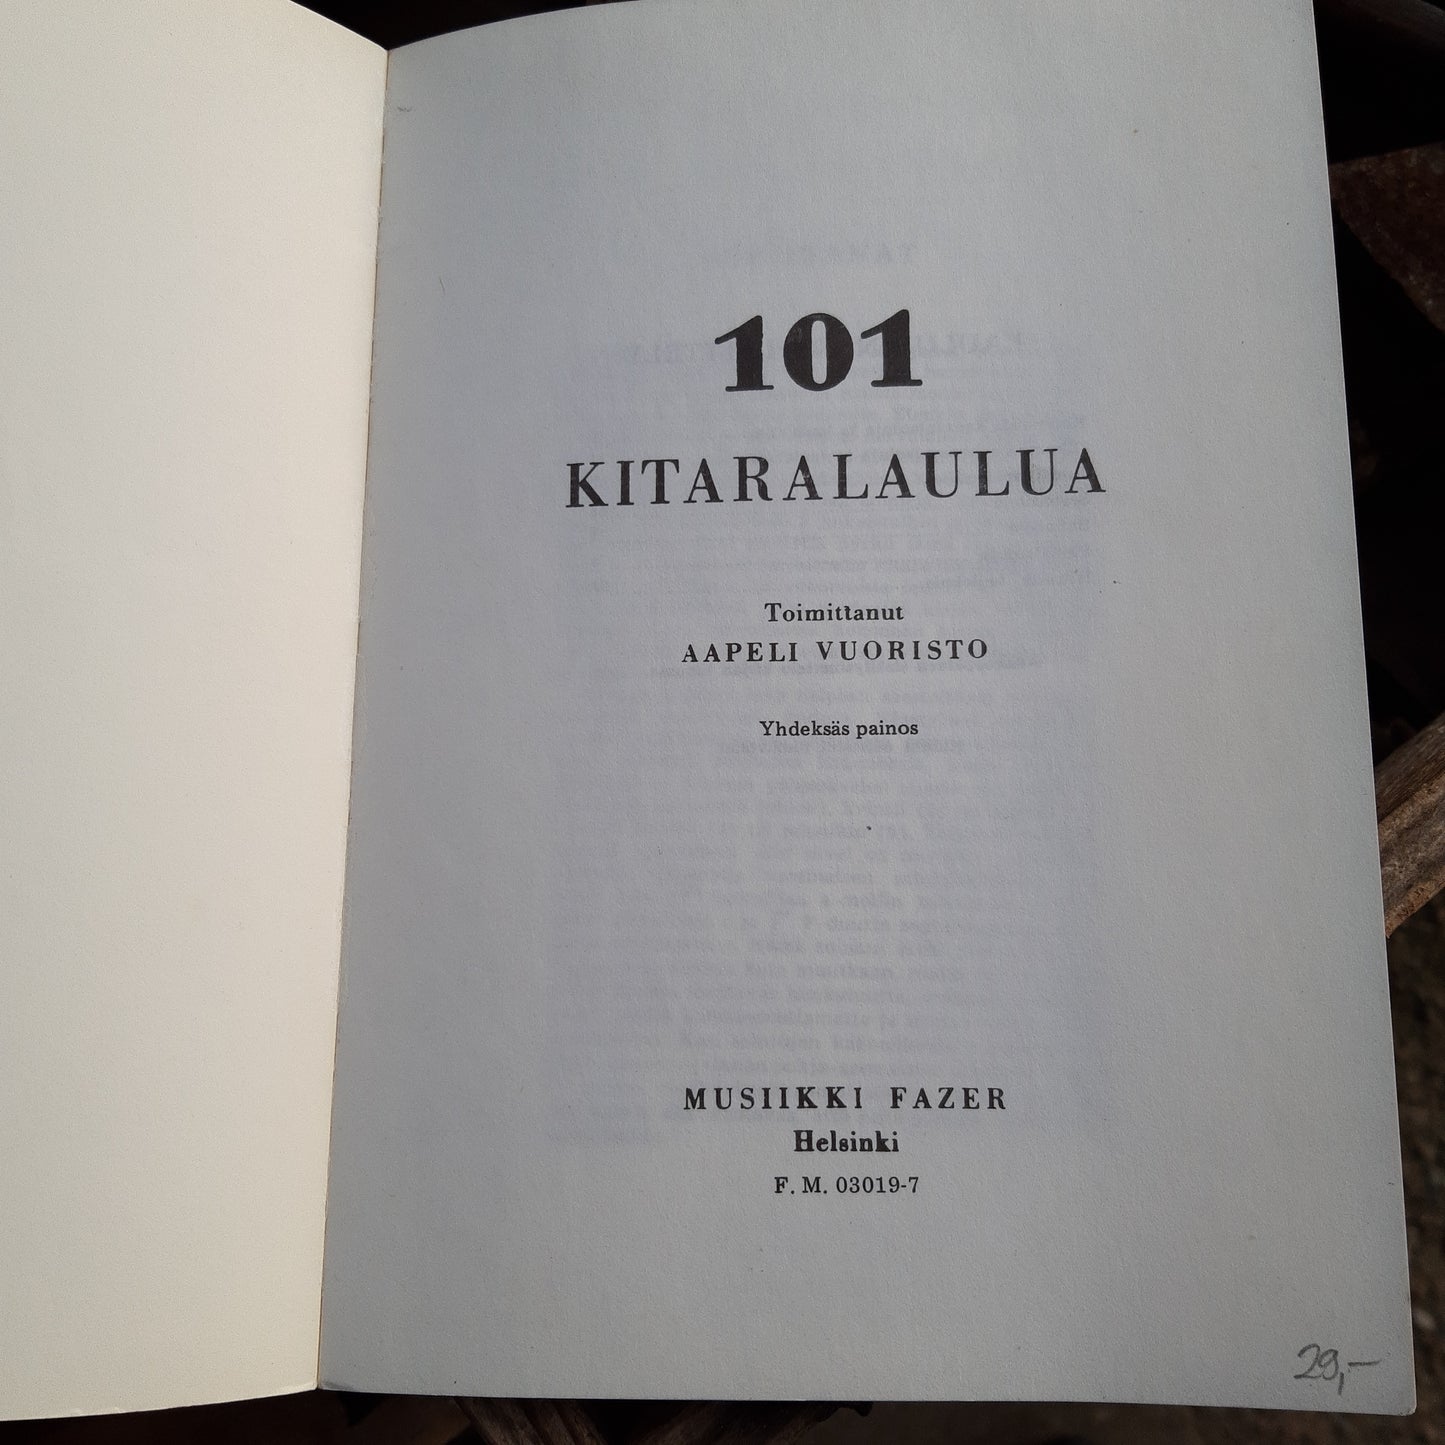 101
KITARALAULUA
Toimittanut
AAPELI VUORISTO
Yhdeksäs painos
MUSIIKKI FAZER
Helsinki
F. M. 03019-7
29,-